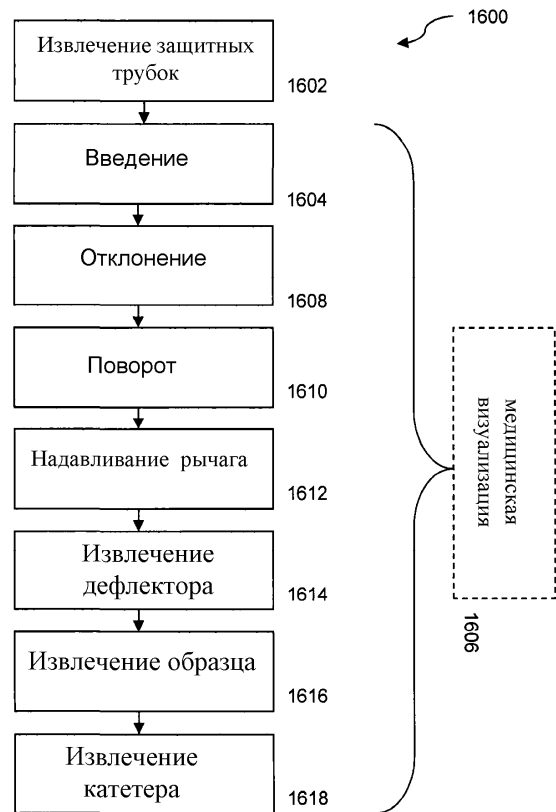 1600
Извлечение защитных
трубок
1602
Введение
1604
Отклонение
1608
Поворот
1610
Надавливание рычага
1612
Извлечение
дефлектора
1614
Извлечение образца
1616
Извлечение
катетера
1618
медицинская
визуализация
1606